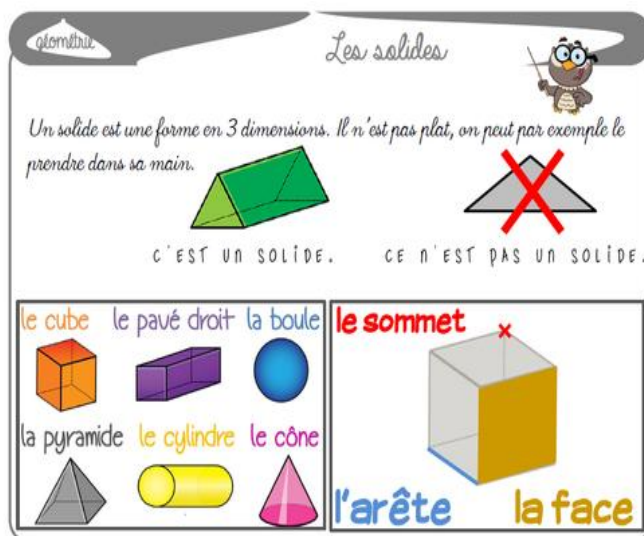 géométrie
Les solides
Un solide est une forme en 3 dimensions. Il n'est pas plat, on peut par exemple le
prendre dans sa main.
C'EST UN SOLIDE.
CE N'EST PAS UN SOLIDE.
le cube le pavé droit la boule
la pyramide le cylindre le cône
le sommet
l'arête la face